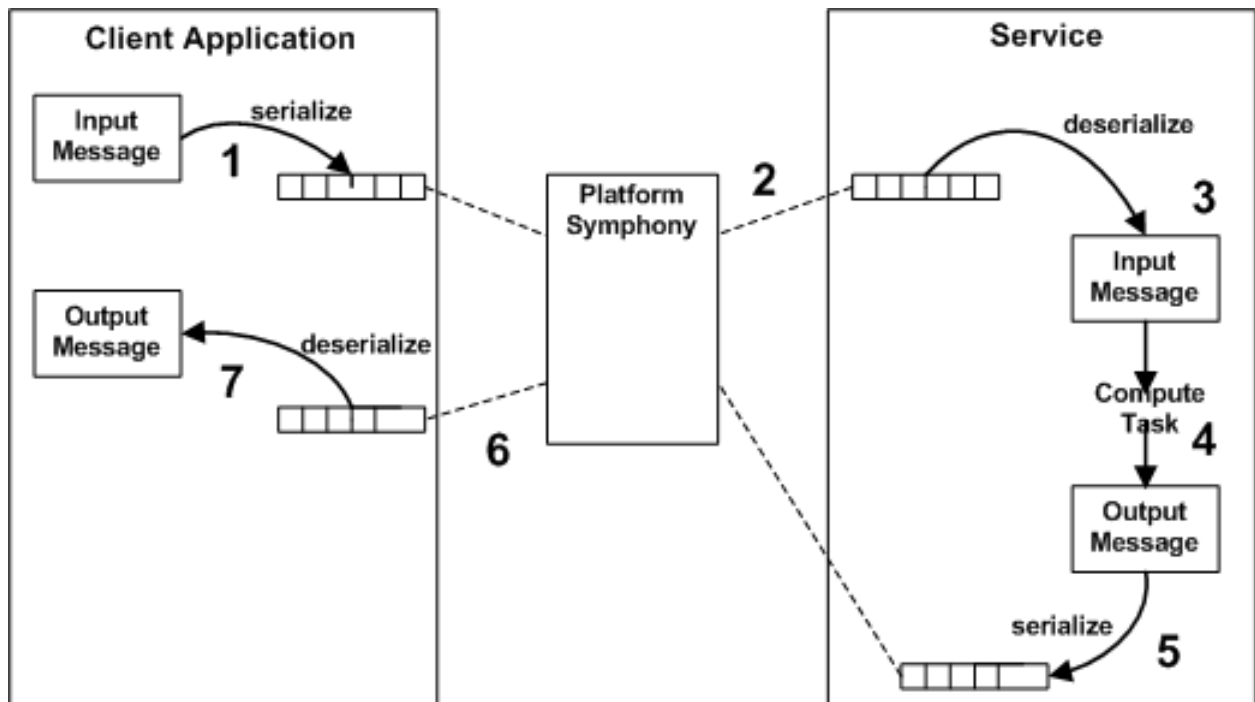 Client Application
Input
Message
serialize
1
Output
Message
deserialize
7
Platform
Symphony
2
6
Service
deserialize
3
Input
Message
Compute
Task
4
Output
Message
serialize
5